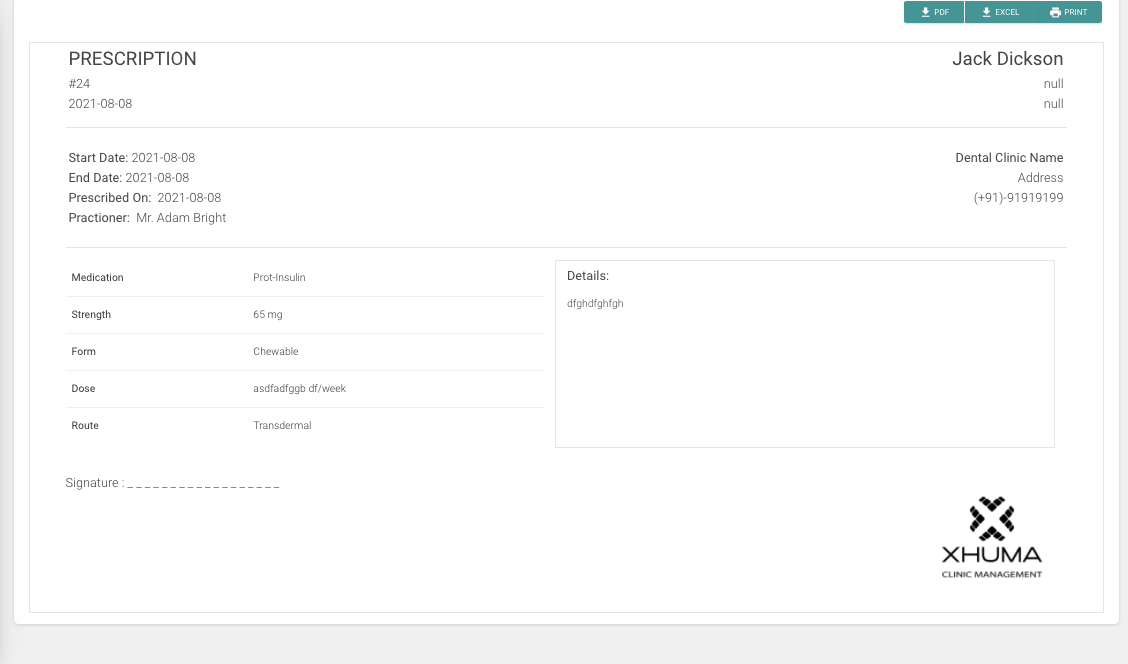 PDF EXCEL PRINT
PRESCRIPTION
#24
2021-08-08
Jack Dickson
null
null
Start Date: 2021-08-08
End Date: 2021-08-08
Prescribed On: 2021-08-08
Practioner: Mr. Adam Bright
Dental Clinic Name
Address
(+91)-91919199
Medication Prot-Insulin
Strength 65 mg
Form Chewable
Dose asdfadfggb df/week
Route Transdermal
Details:
dfghdfghfgh
Signature : _ _ _ _ _ _ _ _ _ _ _ _ _ _ _ _ _ _
XHUMA
CLINIC MANAGEMENT